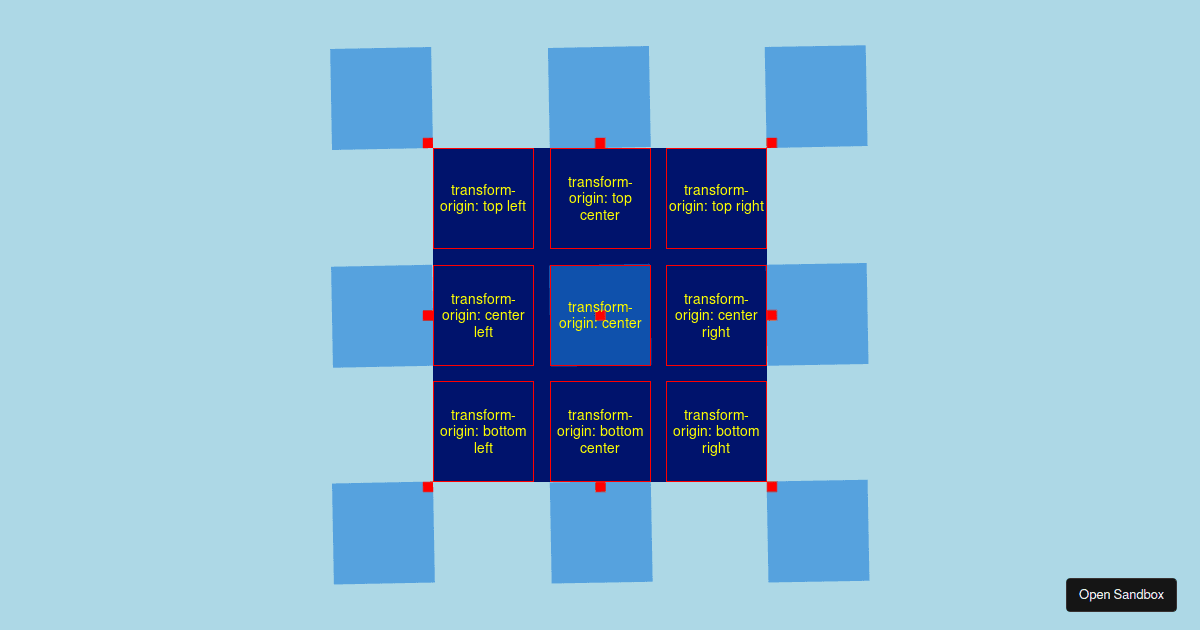 transform-
origin: top left
transform-
origin: top
center
transform-
origin: top right
transform-
origin: center
left
transform-
origin: center
transform-
origin: center
right
transform-
origin: bottom
left
transform-
origin: bottom
center
transform-
origin: bottom
right
Open Sandbox